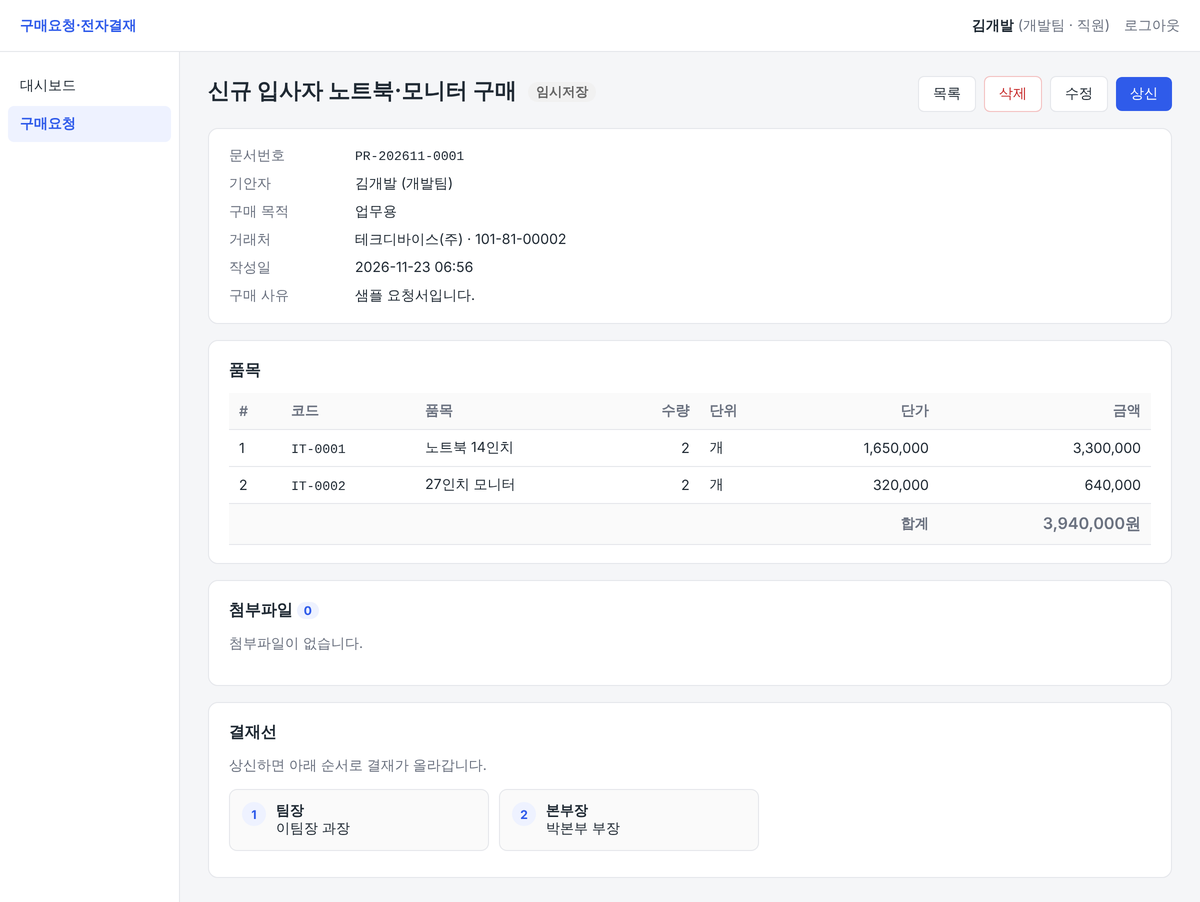 구매요청·전자결재
김개발 (개발팀 · 직원) 로그아웃
대시보드
구매요청
신규 입사자 노트북·모니터 구매 임시저장
목록 삭제 수정 상신
문서번호 PR-202611-0001
기안자 김개발 (개발팀)
구매 목적 업무용
거래처 테크디바이스(주) · 101-81-00002
작성일 2026-11-23 06:56
구매 사유 샘플 요청서입니다.
품목
# 코드 품목 수량 단위 단가 금액
1 IT-0001 노트북 14인치 2 개 1,650,000 3,300,000
2 IT-0002 27인치 모니터 2 개 320,000 640,000
합계 3,940,000원
첨부파일 0
첨부파일이 없습니다.
결재선
상신하면 아래 순서로 결재가 올라갑니다.
1 팀장
이팀장 과장
2 본부장
박본부 부장